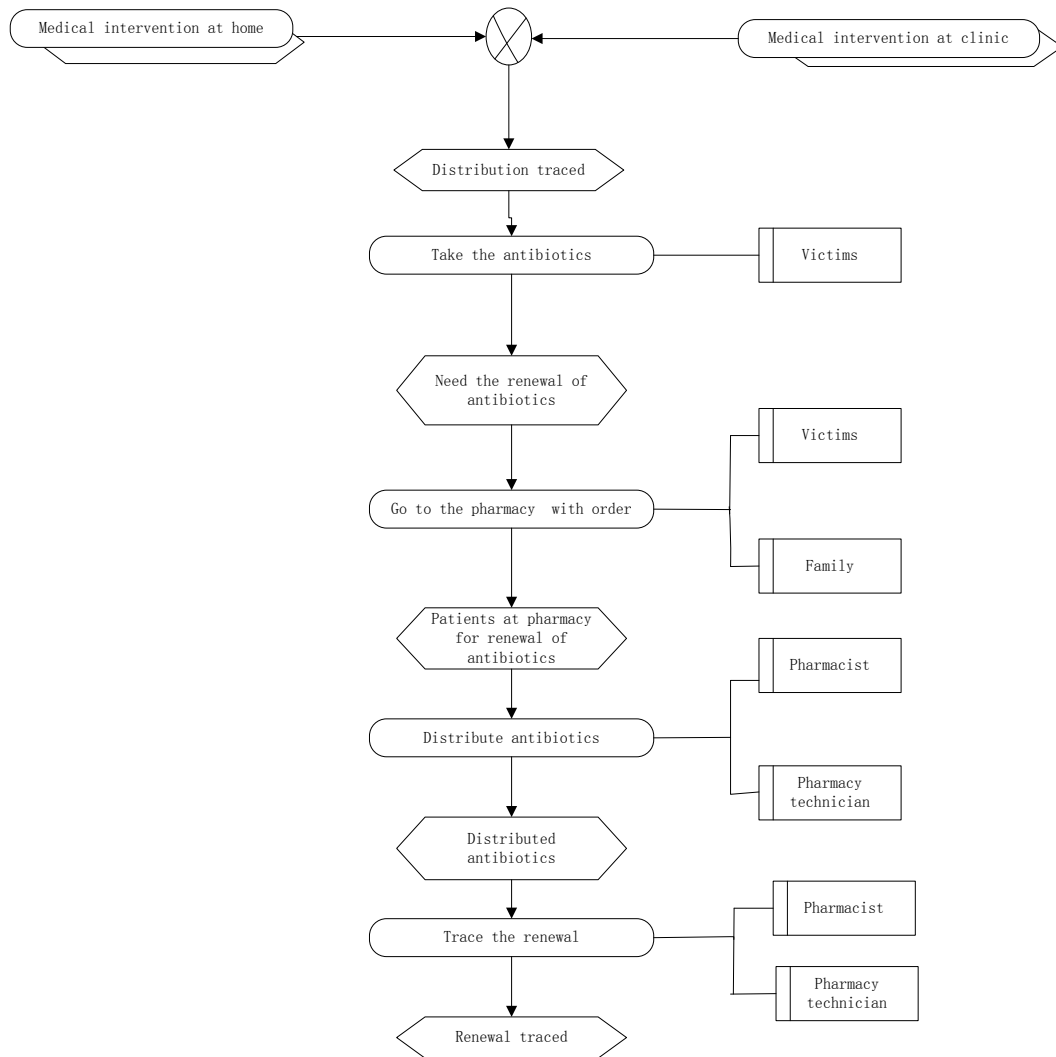 Medical intervention at home
Medical intervention at clinic
Distribution traced
Take the antibiotics
Victims
Need the renewal of
antibiotics
Victims
Go to the pharmacy  with order
Family
Patients at pharmacy
for renewal of
antibiotics
Pharmacist
Distribute antibiotics
Pharmacy
technician
Distributed
antibiotics
Pharmacist
Trace the renewal
Pharmacy
technician
Renewal traced